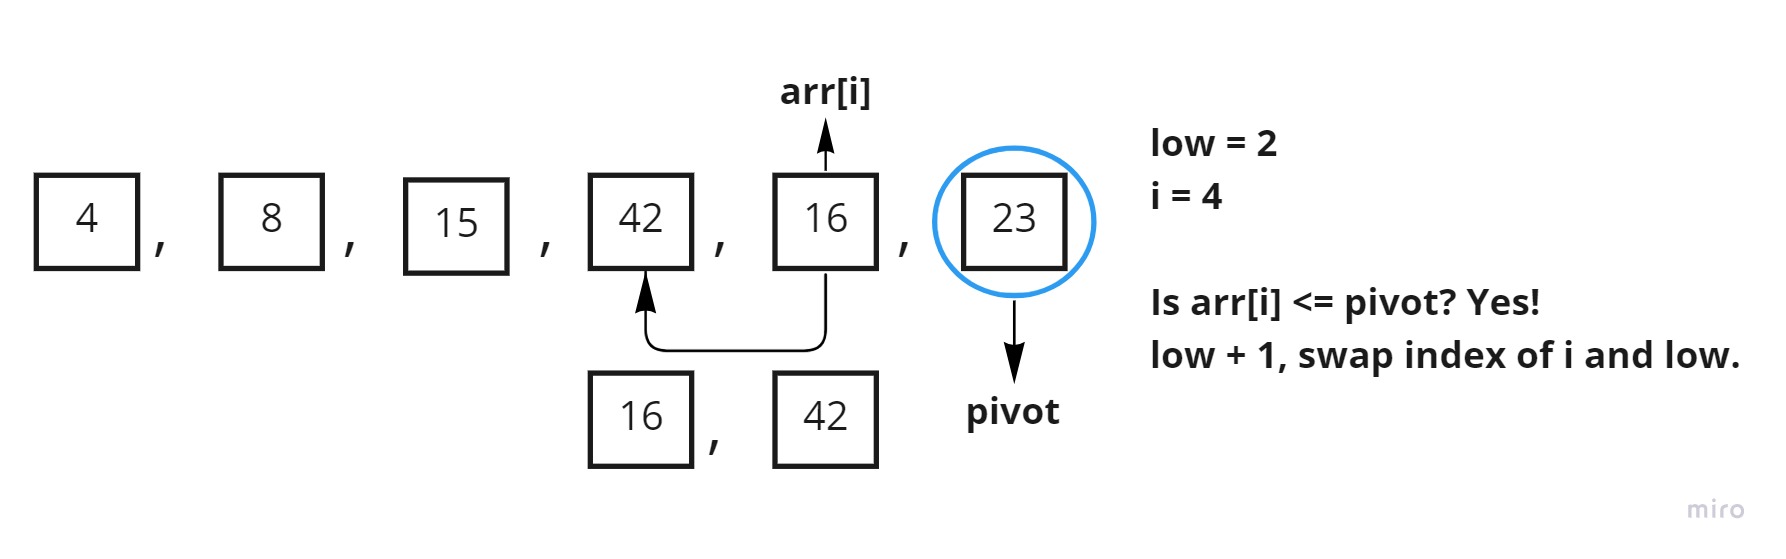 arr[i]
4 , 8 , 15 , 42 , 16 , 23
16 , 42
pivot
low = 2
i = 4
Is arr[i] <= pivot? Yes!
low + 1, swap index of i and low.
miro